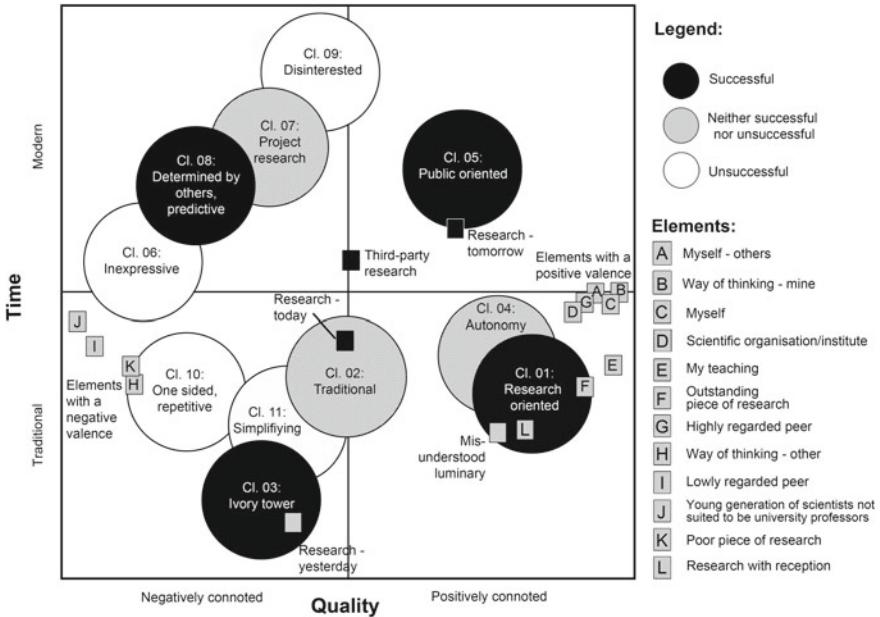 Cl. 09:
Disinterested
Cl. 07:
Project
research
Cl. 08:
Determined by
others,
predictive
Cl. 05:
Public oriented
Cl. 06:
Inexpressive
Third-party
research
Research -
tomorrow
Elements with a
positive valence
A
B
C
D
G
Research -
today
Cl. 04:
Autonomy
J
I
K
H
Elements
with a
negative
valence
Cl. 10:
One sided,
repetitive
Cl. 02:
Traditional
Cl. 01:
Research
oriented
E
F
Cl. 11:
Simplifiying
Mis-
understood
luminary
L
Cl. 03:
Ivory tower
Research -
yesterday
Time
Modern
Traditional
Negatively connoted
Quality
Positively connoted
Legend:
Successful
Neither successful
nor unsuccessful
Unsuccessful
Elements:
A Myself - others
B Way of thinking - mine
C Myself
D Scientific organisation/institute
E My teaching
F Outstanding
piece of research
G Highly regarded peer
H Way of thinking - other
I Lowly regarded peer
J Young generation of scientists not
suited to be university professors
K Poor piece of research
L Research with reception